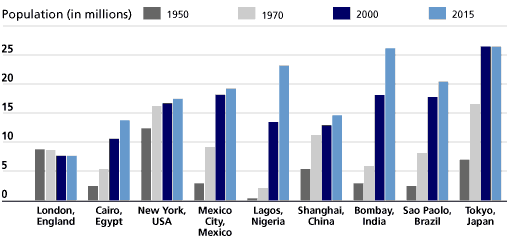 Population (in millions) 1950 1970 2000 2015
25
20
15
10
5
0
London, England
Cairo, Egypt
New York, USA
Mexico City, Mexico
Lagos, Nigeria
Shanghai, China
Bombay, India
Sao Paolo, Brazil
Tokyo, Japan